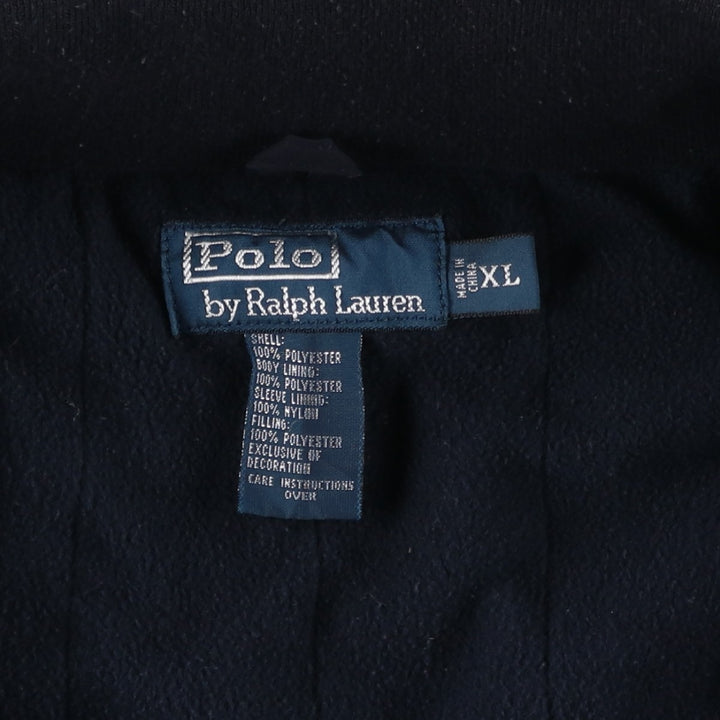 Polo
by Ralph Lauren
MADE IN
CHINA
XL
SHELL:
100% POLYESTER
BODY LINING:
100% POLYESTER
SLEEVE LINING:
100% NYLON
FILLING:
100% POLYESTER
EXCLUSIVE OF
DECORATION
CARE INSTRUCTIONS
OVER